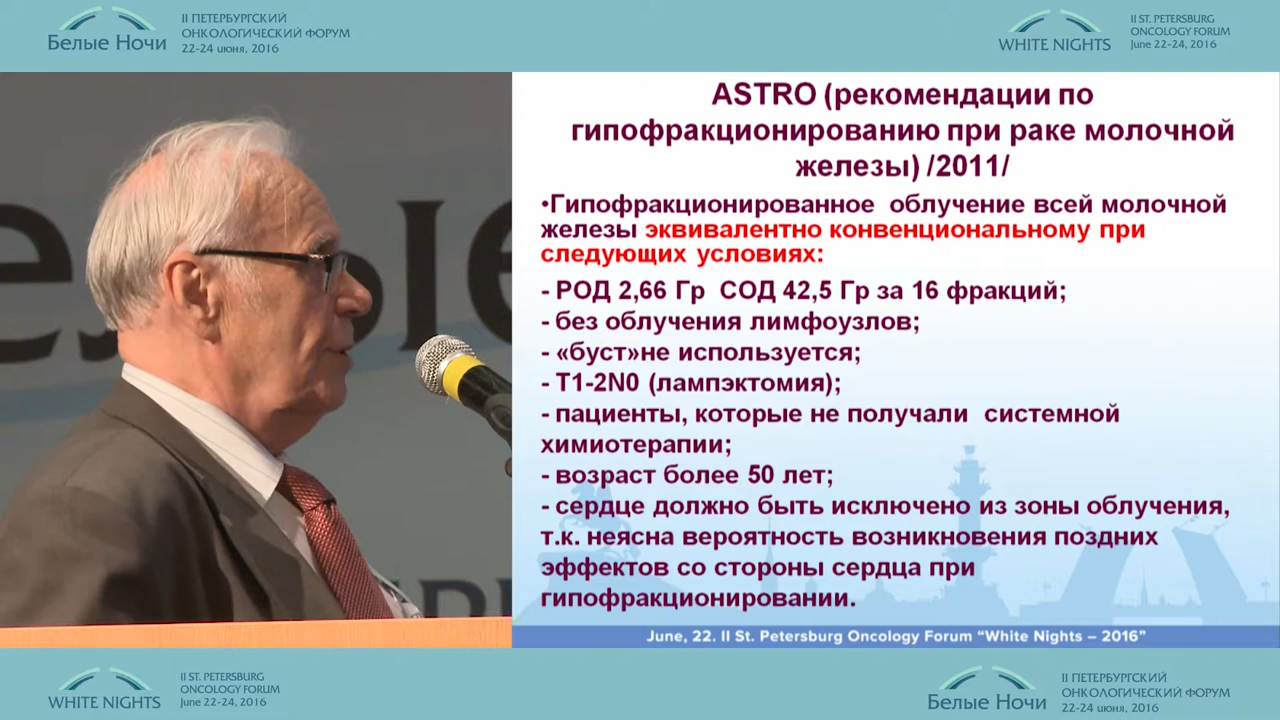 Белые Ночи
II ПЕТЕРБУРГСКИЙ
ОНКОЛОГИЧЕСКИЙ ФОРУМ
22-24 июня, 2016
WHITE NIGHTS
II ST. PETERSBURG
ONCOLOGY FORUM
June 22-24, 2016
ASTRO (рекомендации по
гипофракционированию при раке молочной
железы) /2011/
•Гипофракционированное облучение всей молочной
железы эквивалентно конвенциональному при
следующих условиях:
- РОД 2,66 Гр СОД 42,5 Гр за 16 фракций;
- без облучения лимфоузлов;
- «буст»не используется;
- T1-2N0 (лампэктомия);
- пациенты, которые не получали системной
химиотерапии;
- возраст более 50 лет;
- сердце должно быть исключено из зоны облучения,
т.к. неясна вероятность возникновения поздних
эффектов со стороны сердца при
гипофракционировании.
June, 22. II St. Petersburg Oncology Forum “White Nights – 2016”
WHITE NIGHTS
II ST. PETERSBURG
ONCOLOGY FORUM
June 22-24, 2016
Белые Ночи
II ПЕТЕРБУРГСКИЙ
ОНКОЛОГИЧЕСКИЙ ФОРУМ
22-24 июня, 2016